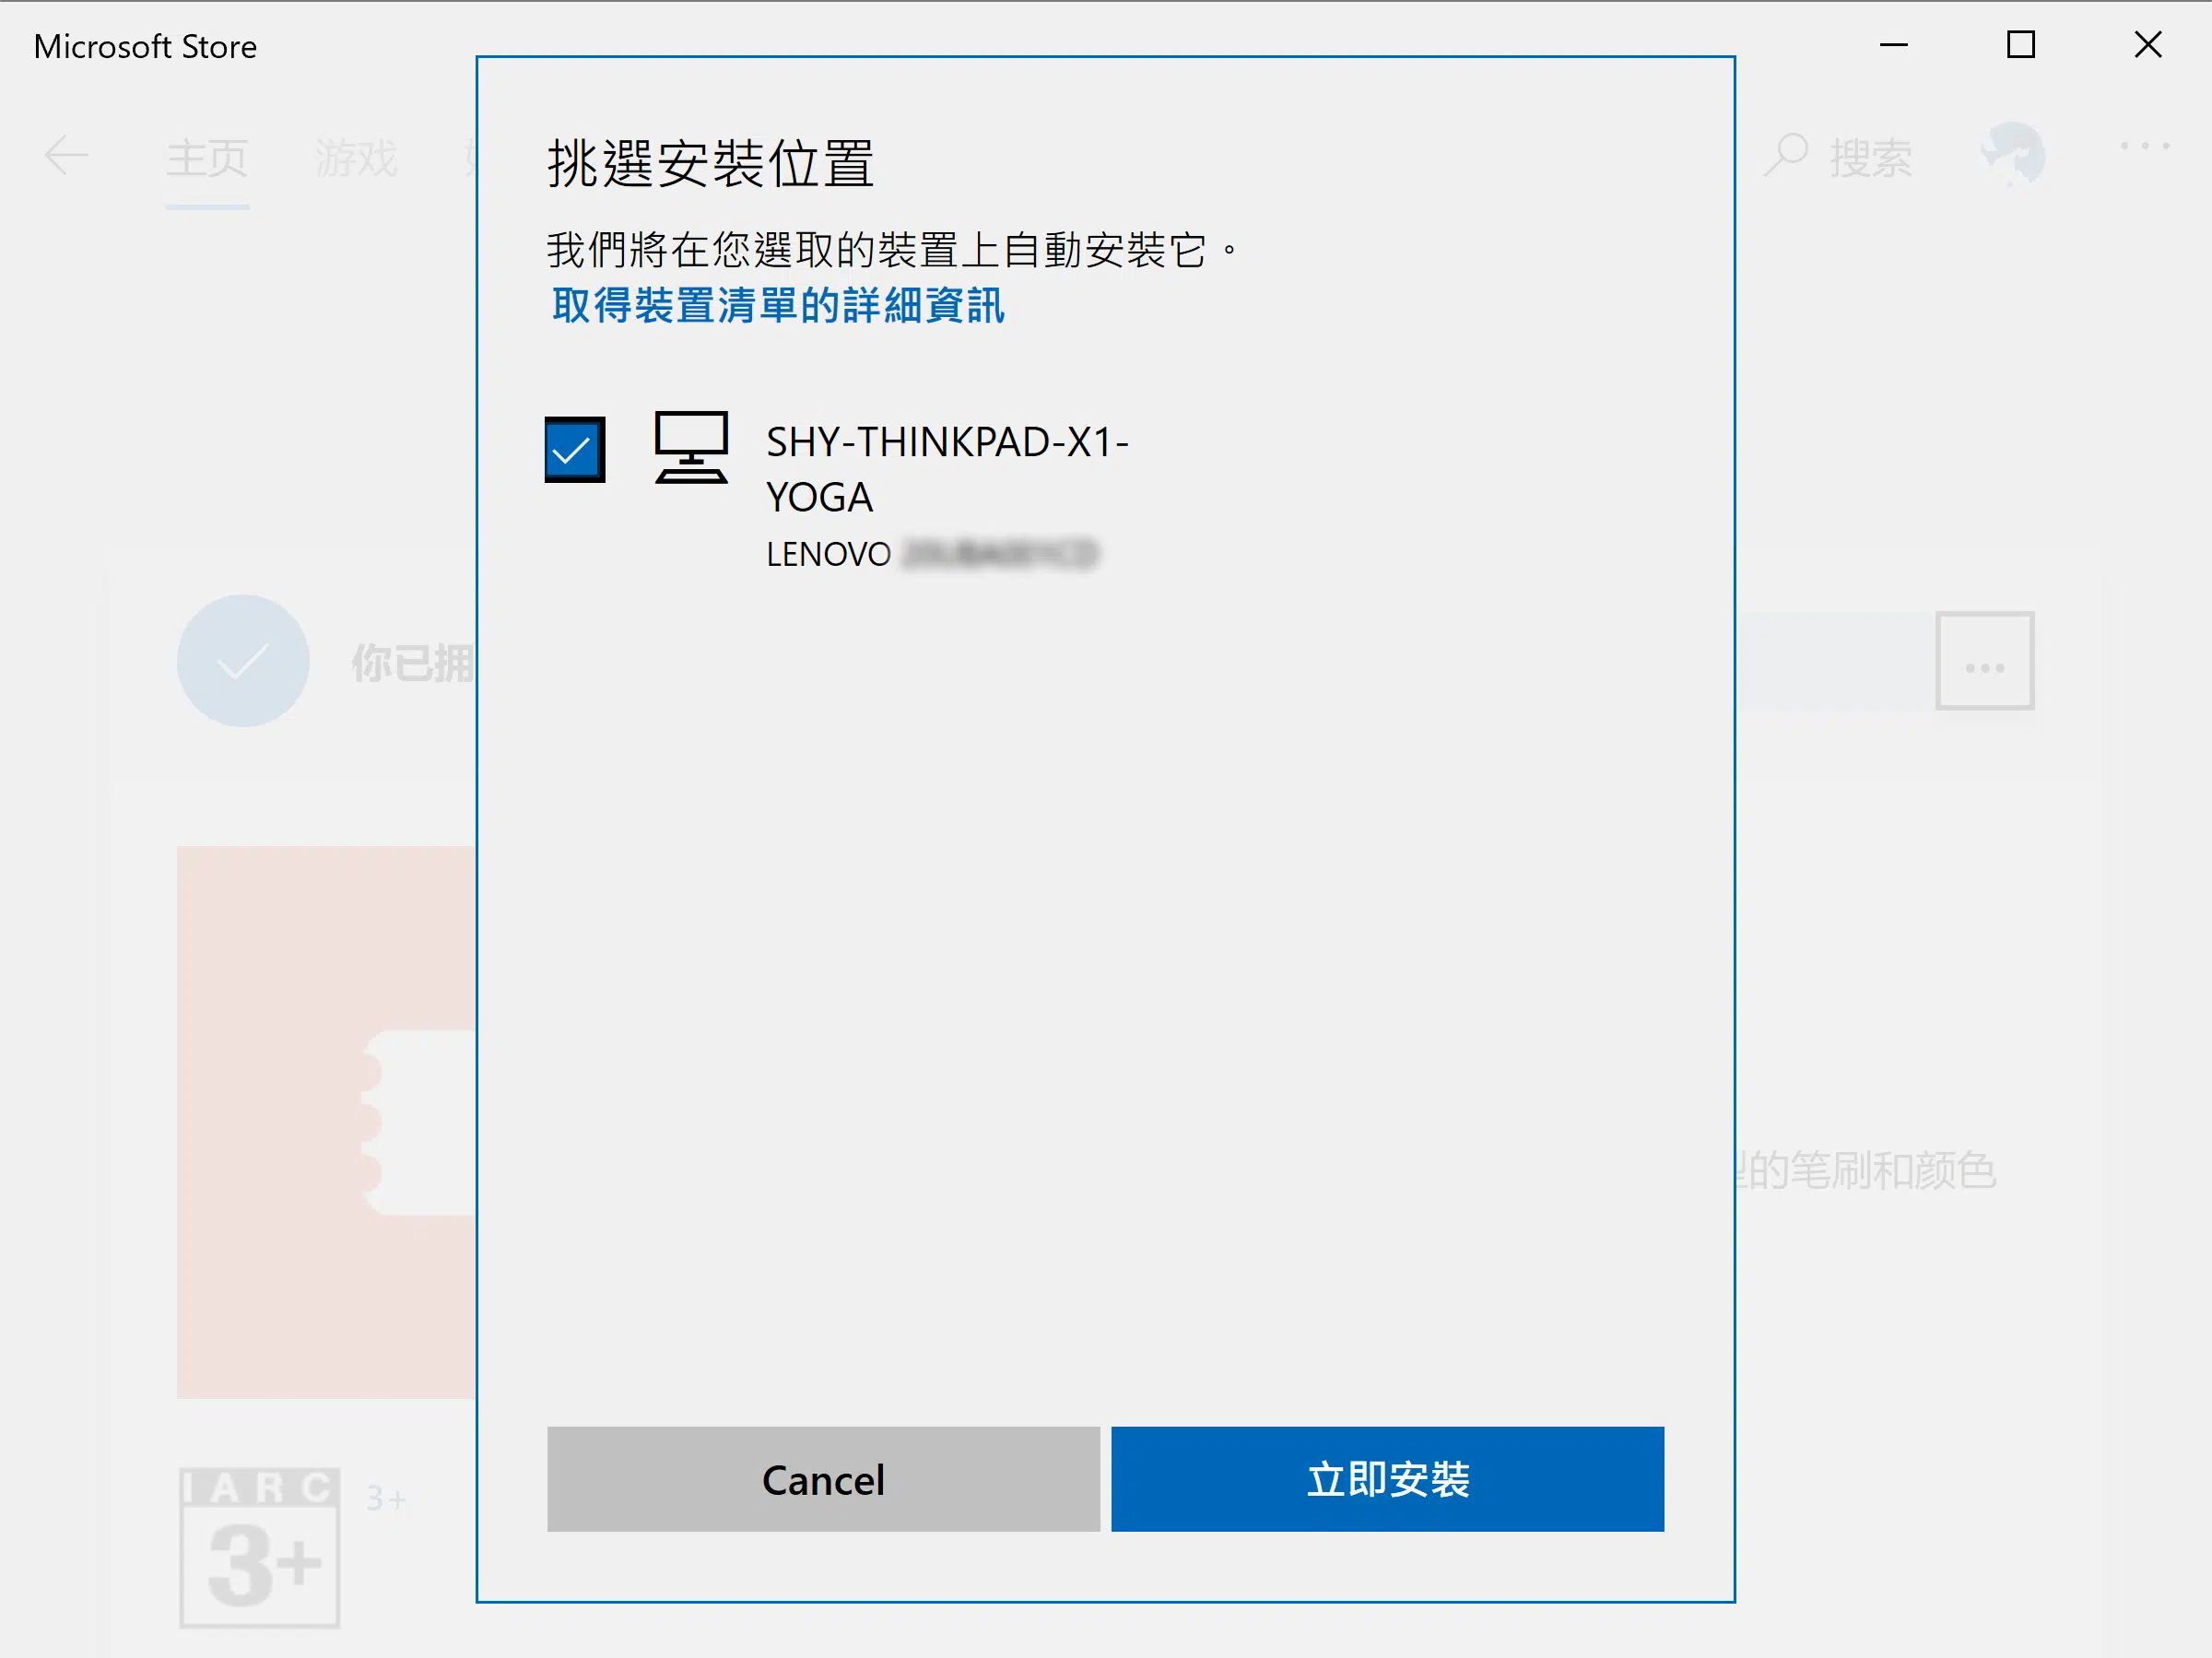 Microsoft Store
主页
游戏
搜索
挑選安裝位置
我們將在您選取的裝置上自動安裝它。
取得裝置清單的詳細資訊
SHY-THINKPAD-X1-
YOGA
LENOVO
你已拥
的笔刷和颜色
Cancel
立即安裝
IARC
3+
3+